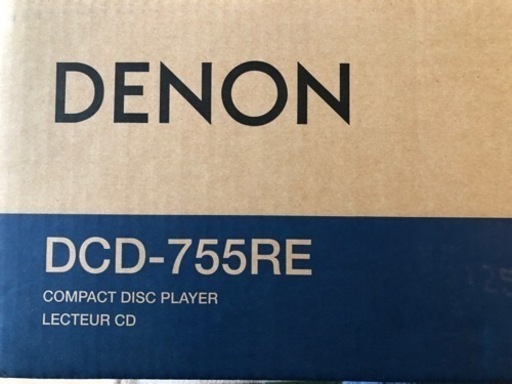 DENON
DCD-755RE
COMPACT DISC PLAYER
LECTEUR CD